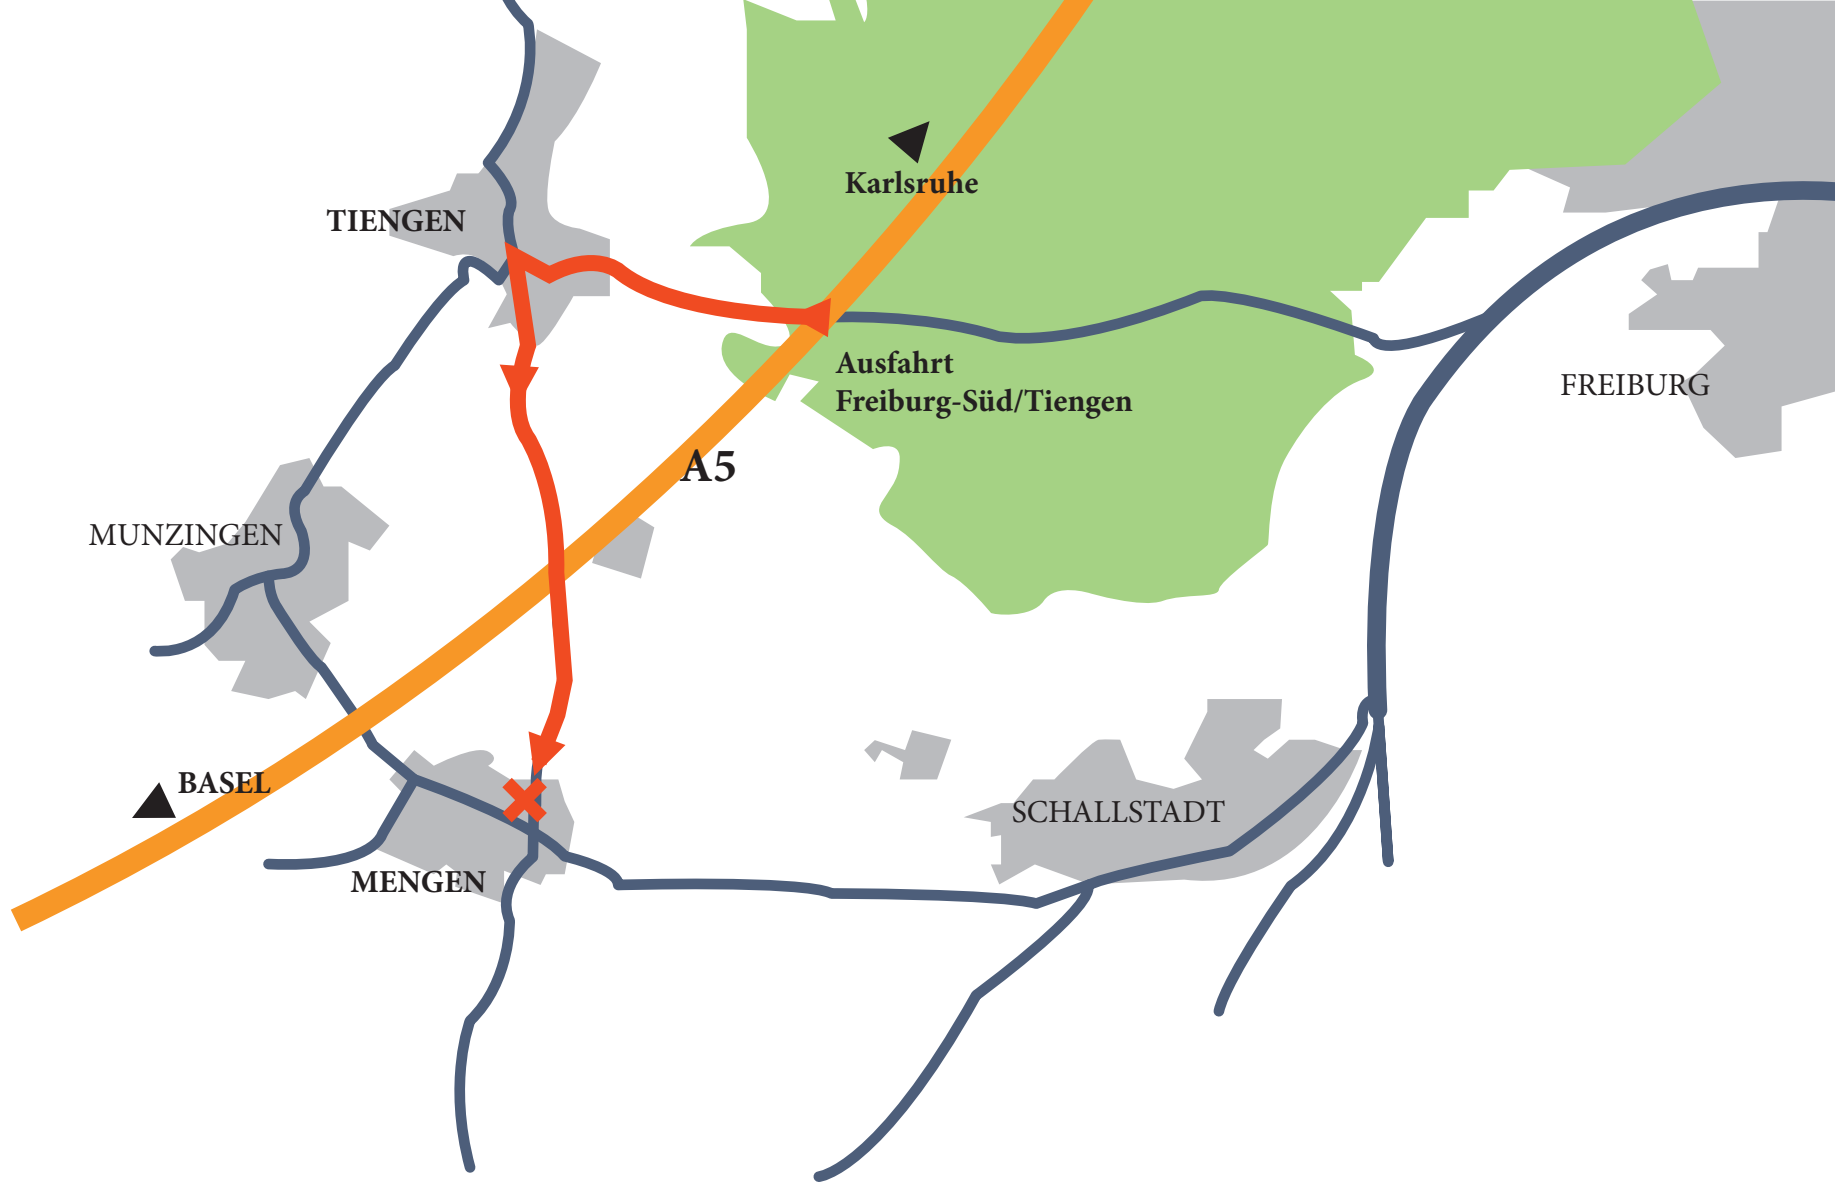 Karlsruhe
TIENGEN
Ausfahrt
Freiburg-Süd/Tiengen
FREIBURG
A5
MUNZINGEN
BASEL
SCHALLSTADT
MENGEN